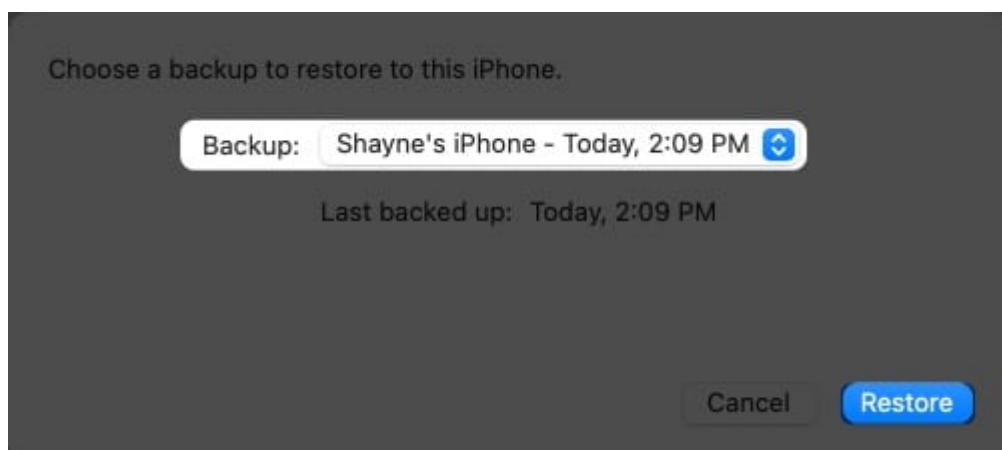 Choose a backup to restore to this iPhone.
Backup: Shayne's iPhone - Today, 2:09 PM
Last backed up: Today, 2:09 PM
Cancel Restore